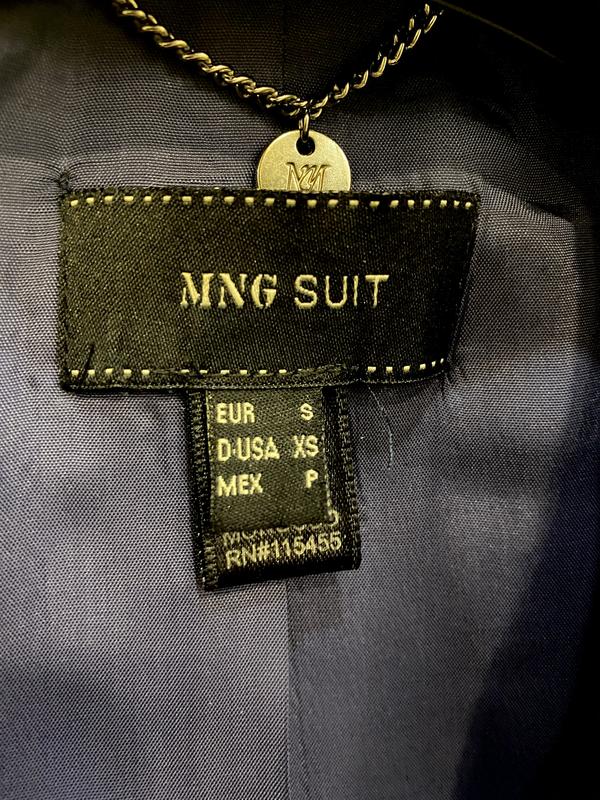 MNG SUIT
EUR S
D·USA XS
MEX P
RN#115455